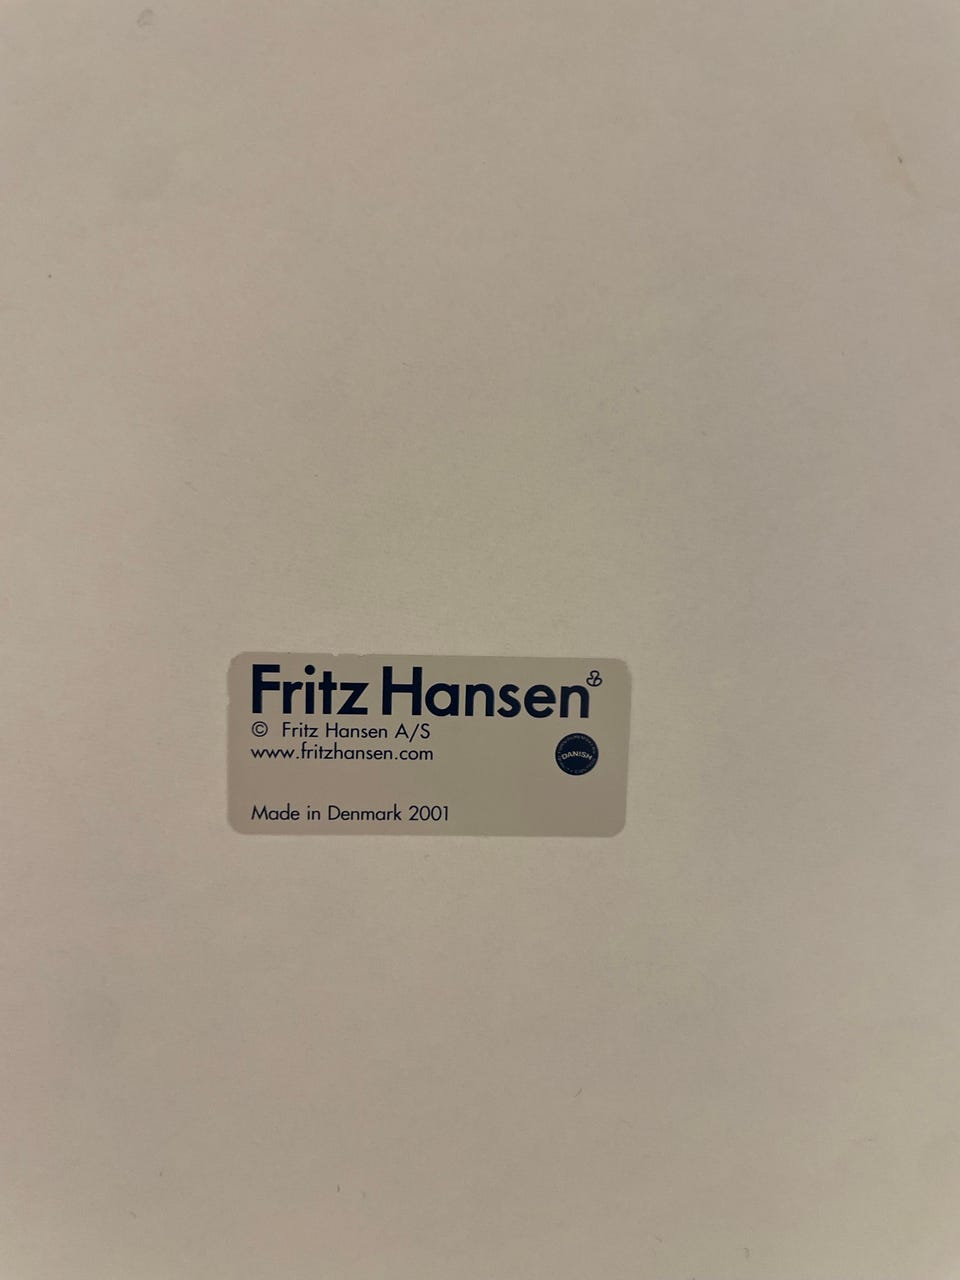 Fritz Hansen
© Fritz Hansen A/S
www.fritzhansen.com
DANISH
Made in Denmark 2001